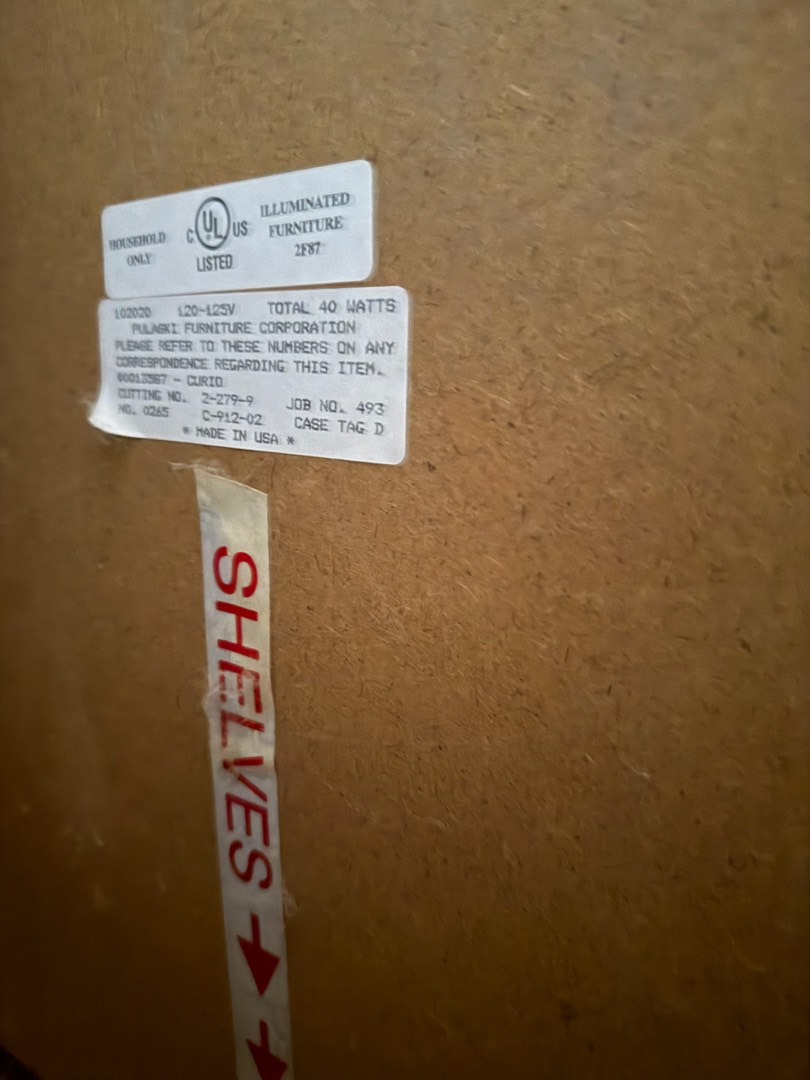 HOUSEHOLD ONLY
C UL US
LISTED
ILLUMINATED
FURNITURE
2F87
102020 120-125V TOTAL 40 WATTS
PULASKI FURNITURE CORPORATION
PLEASE REFER TO THESE NUMBERS ON ANY
CORRESPONDENCE REGARDING THIS ITEM.
- CURIO
CUTTING NO. 2-279-9 JOB NO. 493
NO. 0265 C-912-02 CASE TAG D
* MADE IN USA *
SHELVES